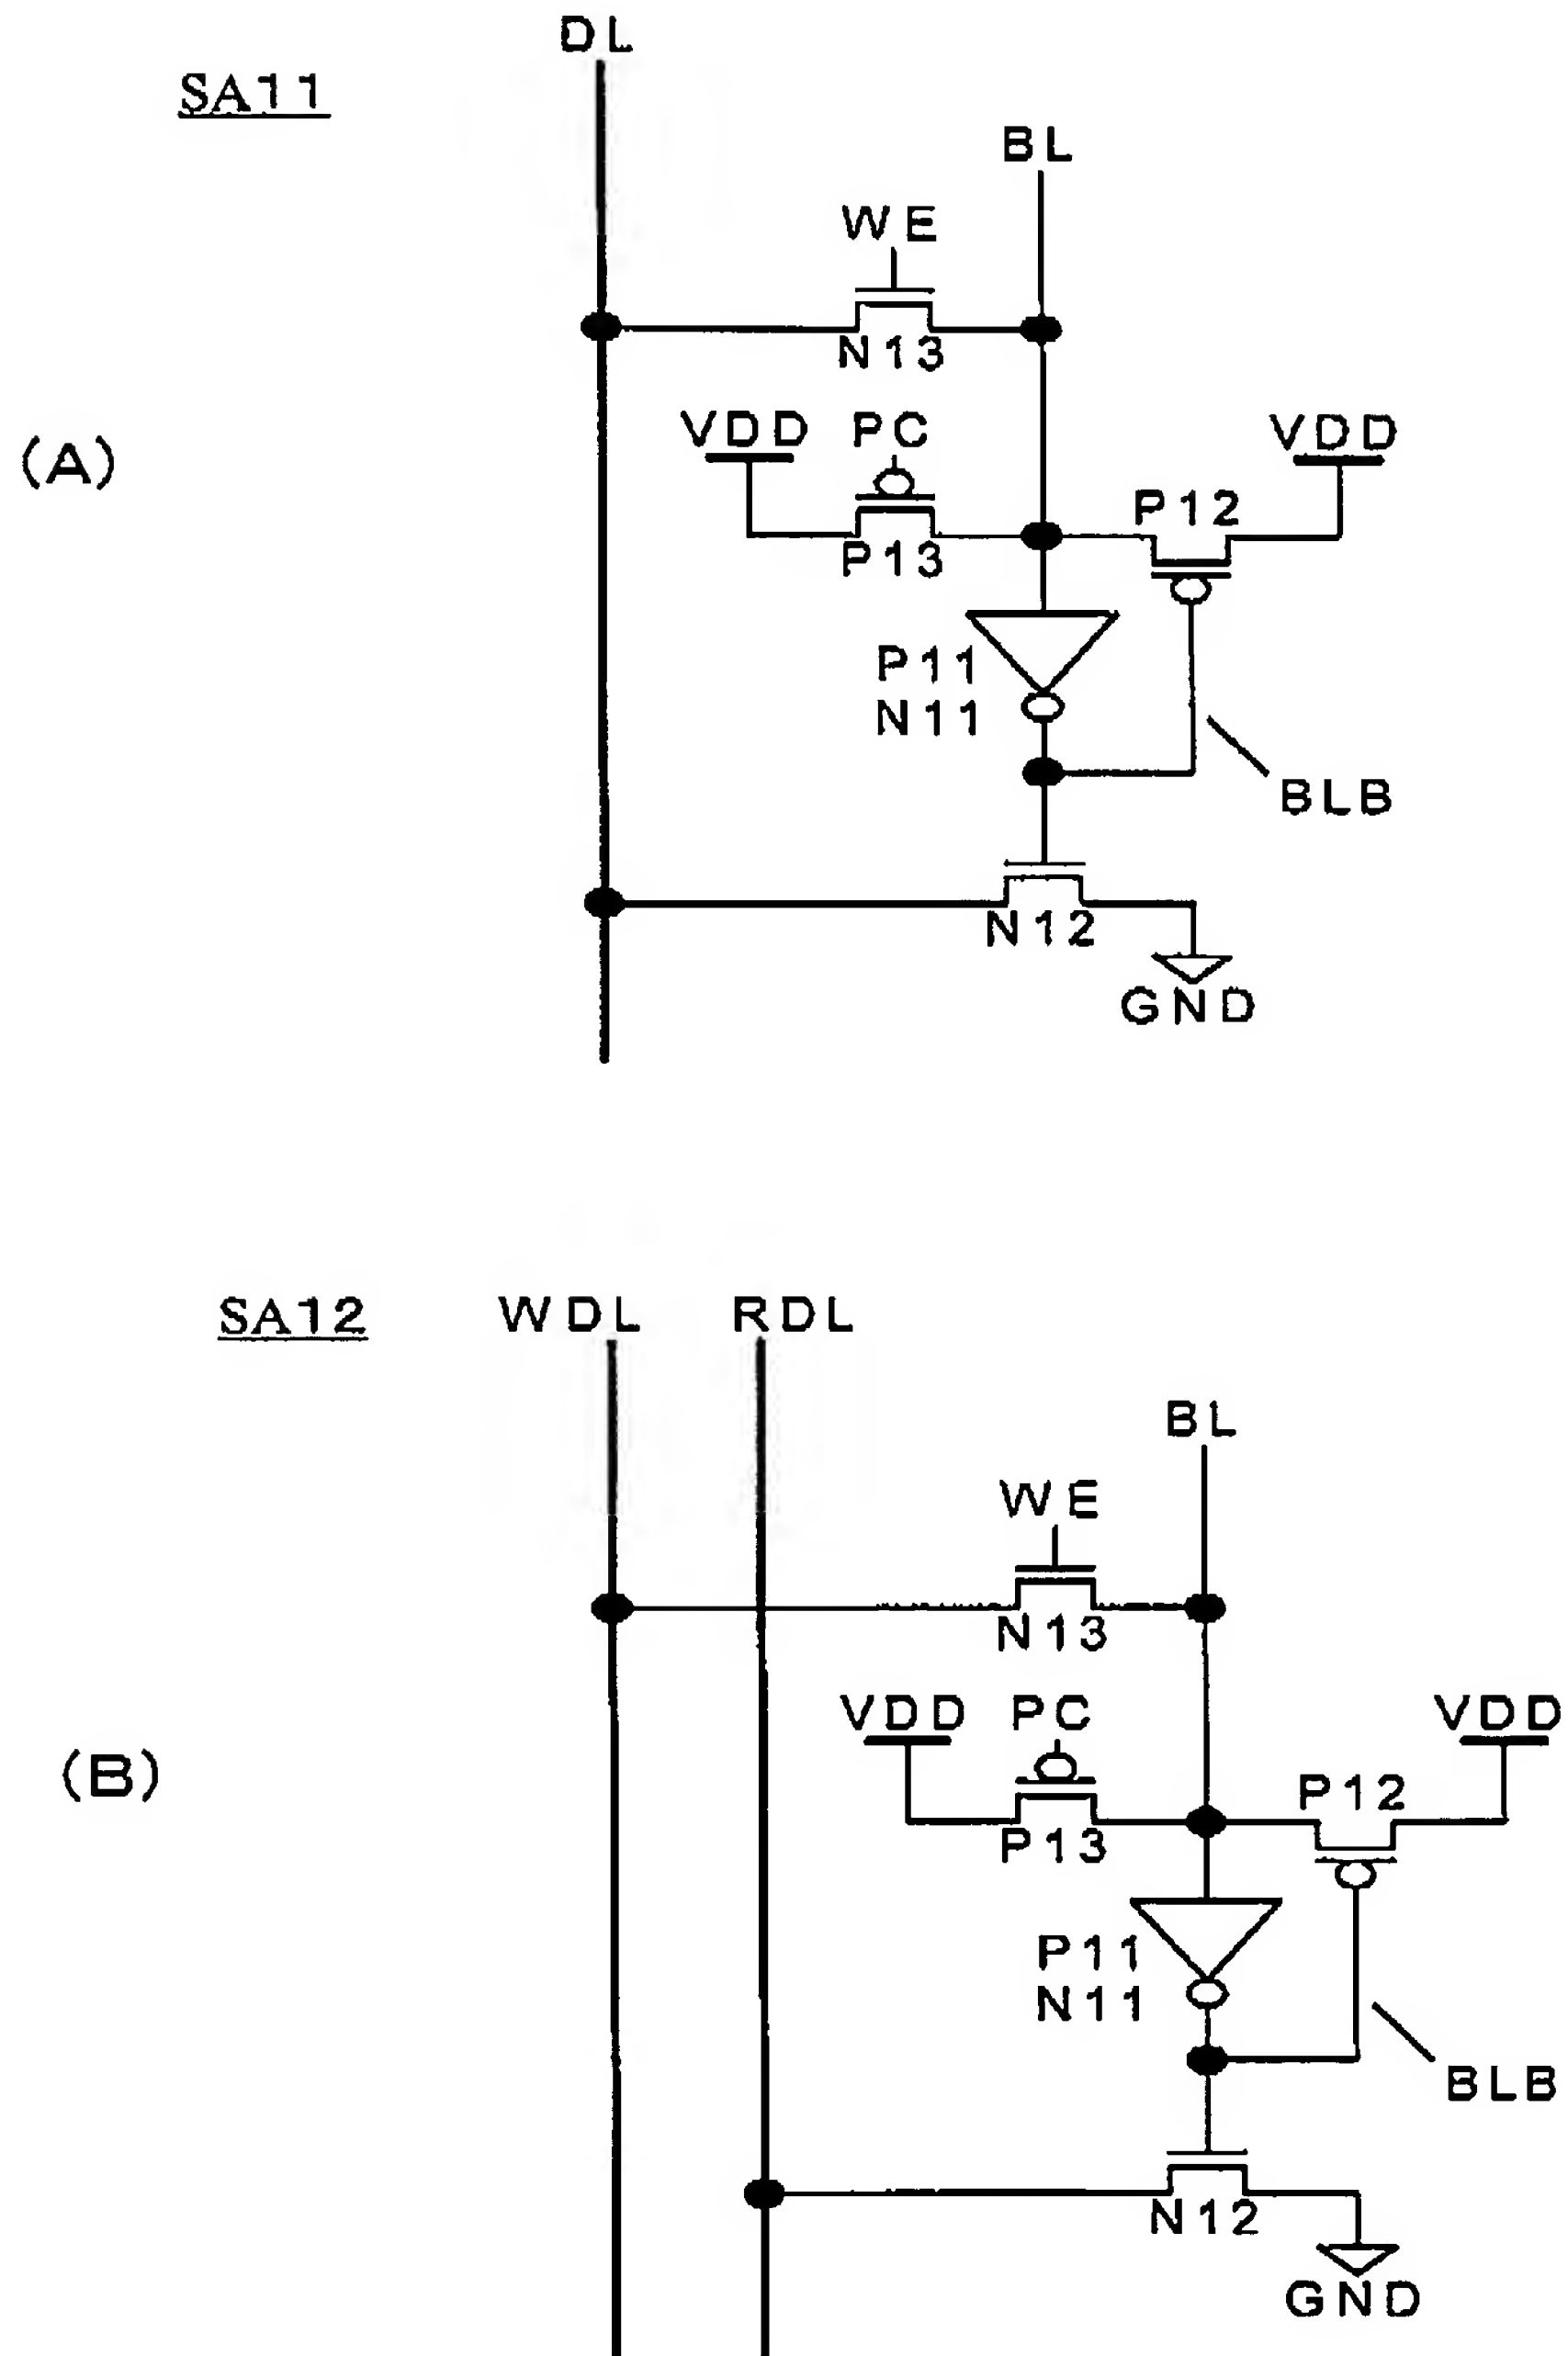 DL
SA11
BL
WE
N13
(A)
VDD PC VDD
P12
P13
P11
N11
BLB
N12
GND
SA12 WDL RDL
BL
WE
N13
VDD PC VDD
(B)
P12
P13
P11
N11
BLB
N12
GND